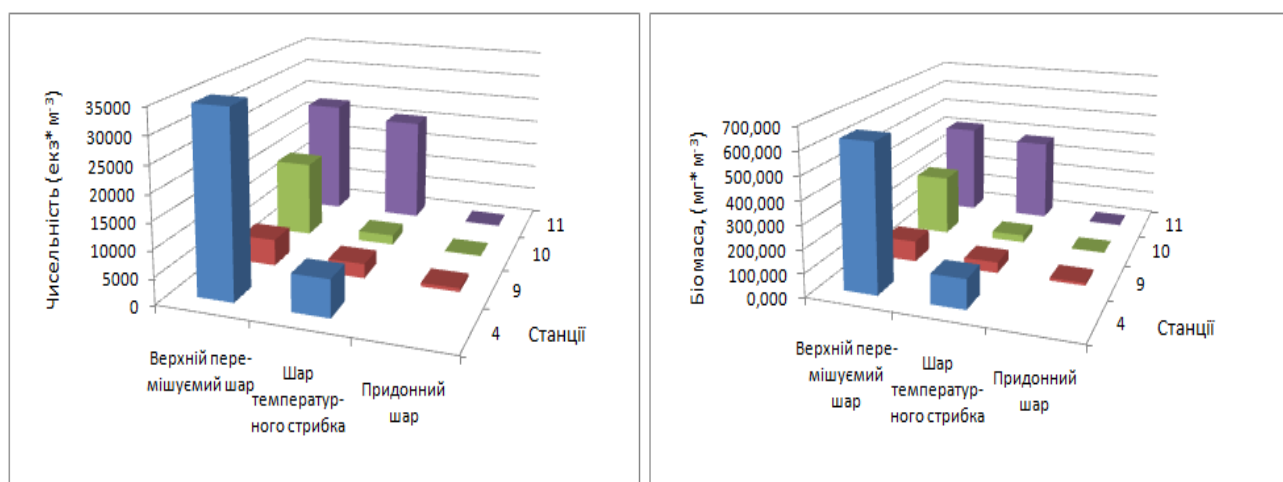 Чисельність (екз* м⁻³)
35000
30000
25000
20000
15000
10000
5000
0
Верхній пере-
мішуємий шар
Шар
температур-
ного стрибка
Придонний
шар
4
9
10
11
Станції
Біомаса, ( мг* м⁻³)
700,000
600,000
500,000
400,000
300,000
200,000
100,000
0,000
Верхній пере-
мішуємий
шар
Шар
температур-
ного стрибка
Придонний
шар
4
9
10
11
Станції